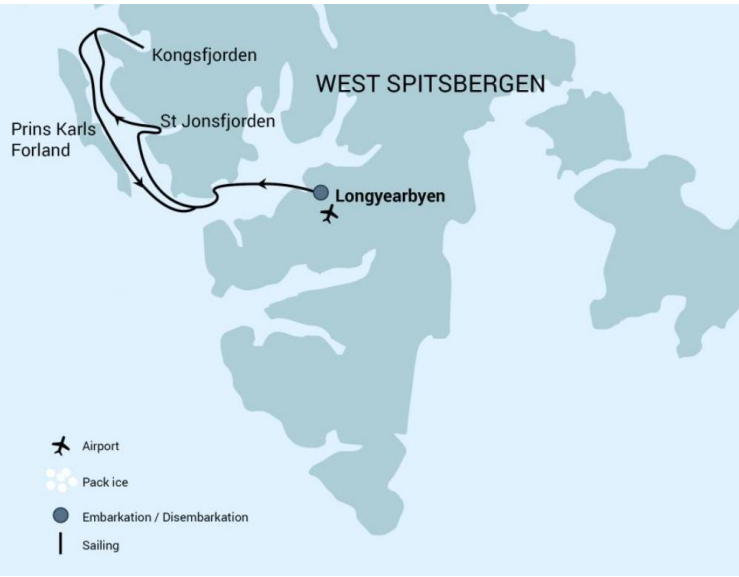 Kongsfjorden
WEST SPITSBERGEN
St Jonsfjorden
Prins Karls
Forland
Longyearbyen
Airport
Pack ice
Embarkation / Disembarkation
Sailing